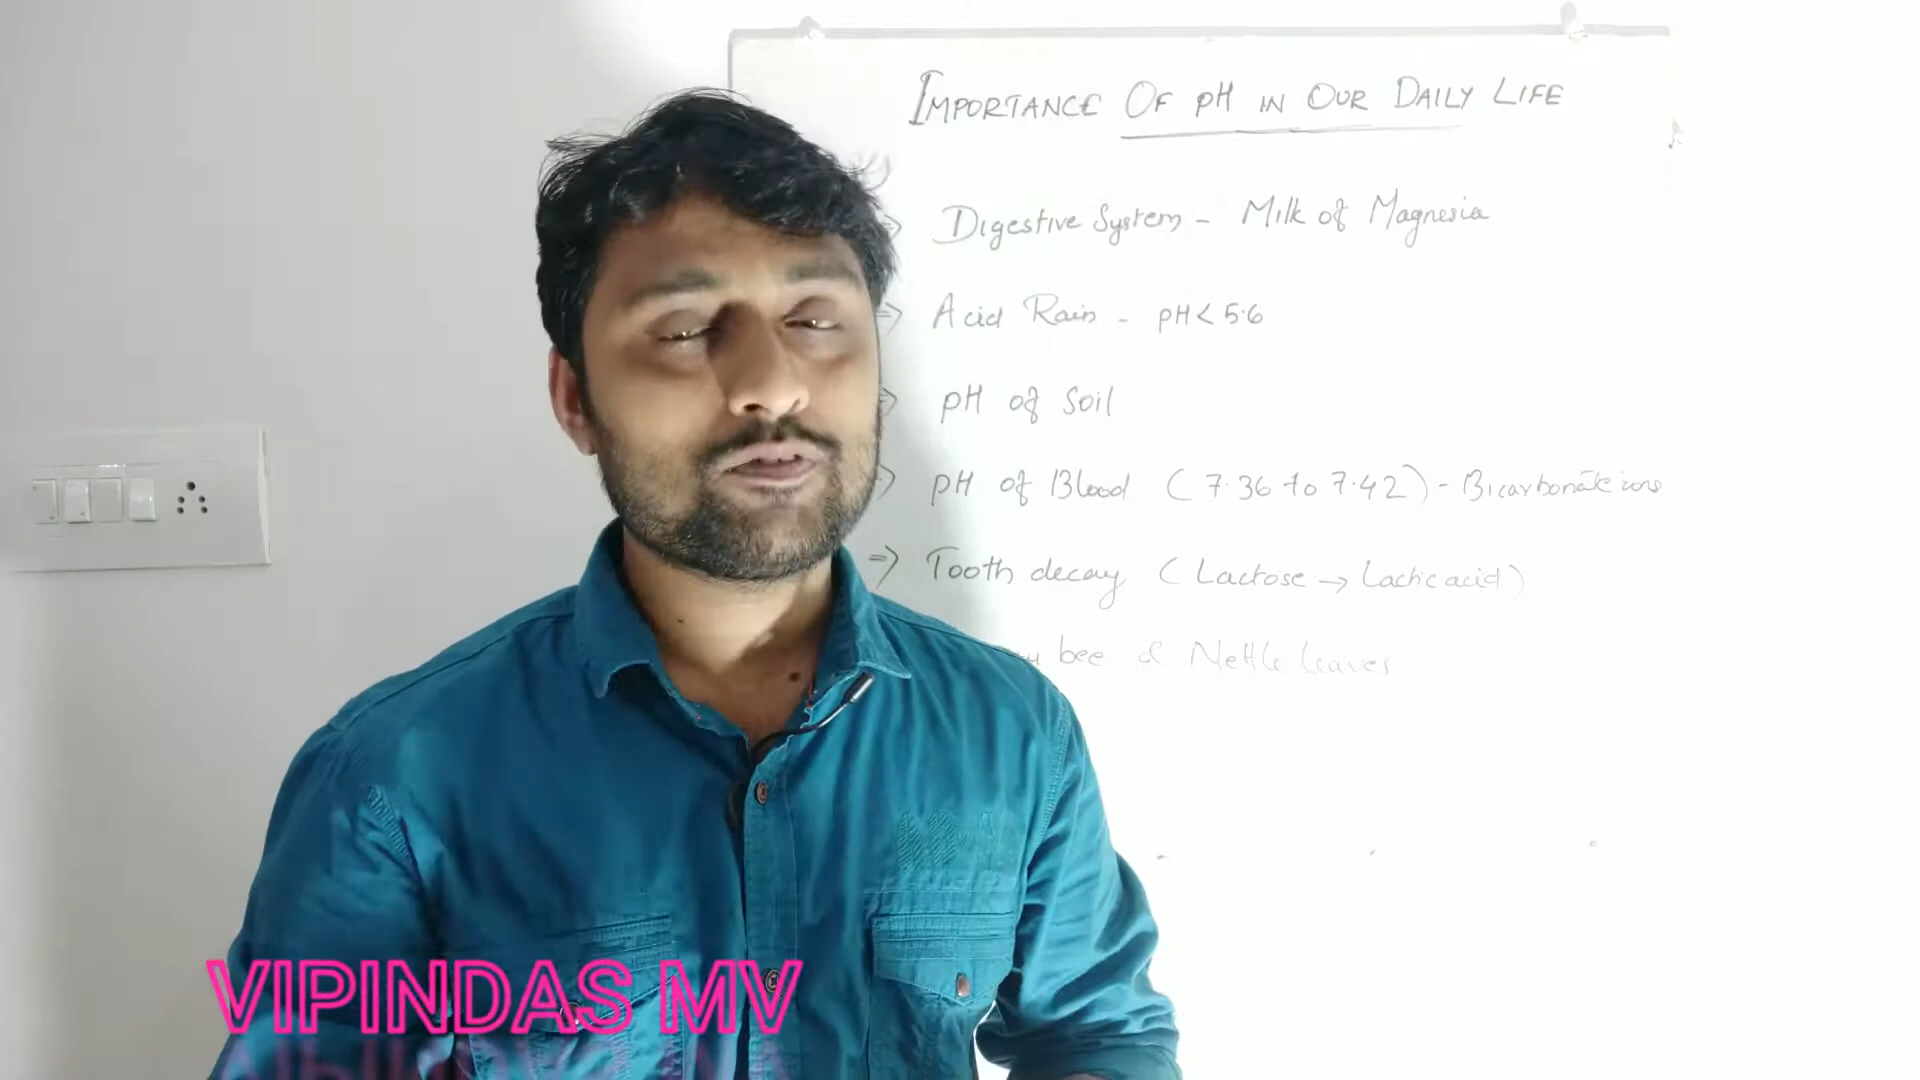 IMPORTANCE OF pH IN OUR DAILY LIFE
=> Digestive System - Milk of Magnesia
=> Acid Rain - pH < 5.6
=> pH of Soil
=> pH of Blood ( 7.36 to 7.42 ) - Bicarbonate ions
=> Tooth decay ( Lactose → Lactic acid )
bee & Nettle leaves
VIPINDAS MV